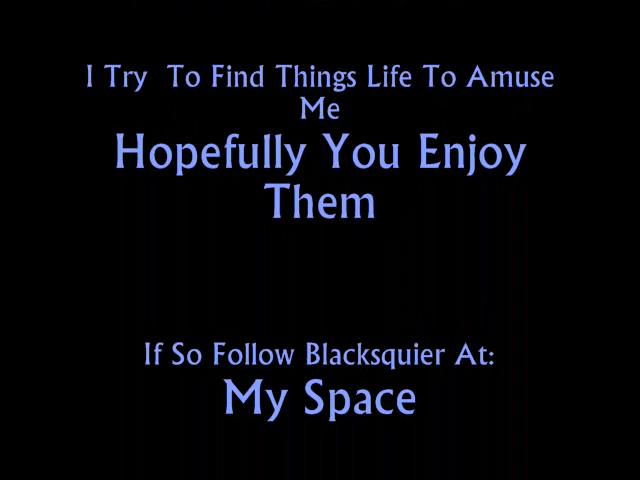 I Try To Find Things Life To Amuse
Me
Hopefully You Enjoy
Them
If So Follow Blacksquier At:
My Space